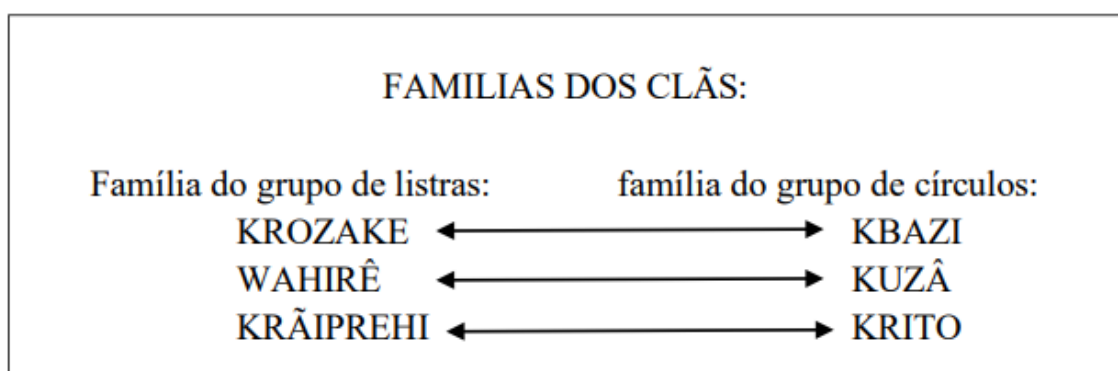 FAMILIAS DOS CLÃS:
Família do grupo de listras: família do grupo de círculos:
KROZAKE KBAZI
WAHIRÊ KUZÂ
KRÃIPREHI KRITO